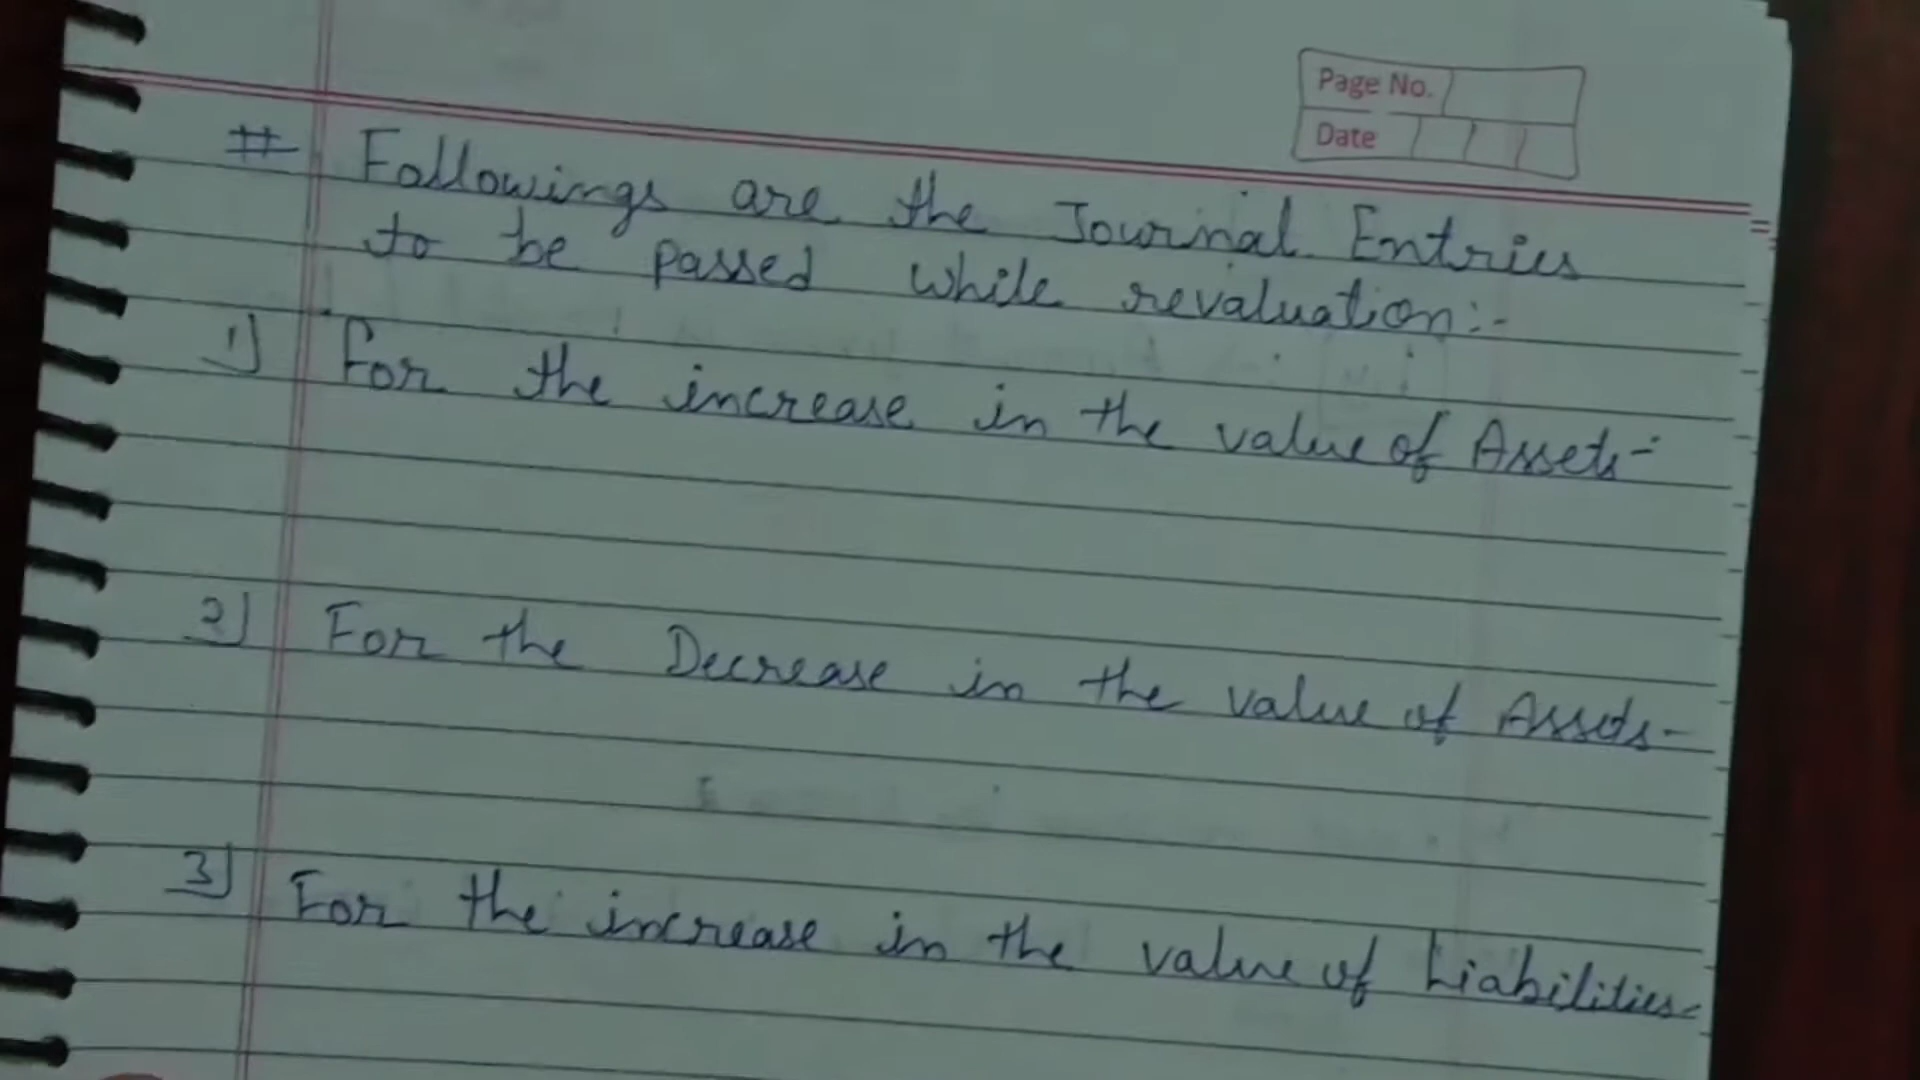 Page No.
Date
# Followings are the Journal Entries
to be passed while revaluation:-
1) For the increase in the value of Assets-
2) For the Decrease in the value of Assets-
3) For the increase in the value of Liabilities-